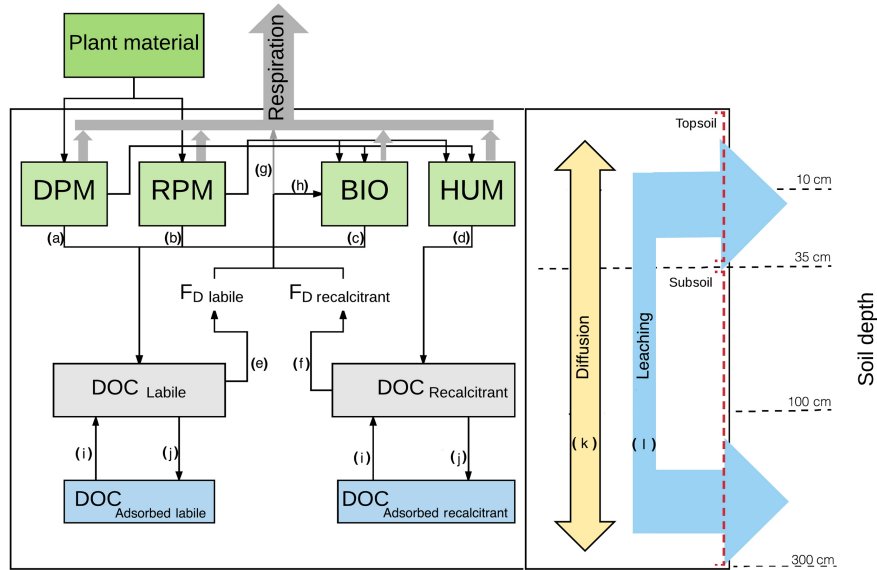 Plant material
Respiration
Topsoil
DPM
RPM
(g)
(h)
BIO
HUM
10 cm
(a)
(b)
(c)
(d)
35 cm
Subsoil
F D labile
F D recalcitrant
Diffusion
Leaching
Soil depth
(e)
(f)
DOC Labile
DOC Recalcitrant
100 cm
(i)
(j)
(i)
(j)
(k)
(l)
DOC Adsorbed labile
DOC Adsorbed recalcitrant
300 cm